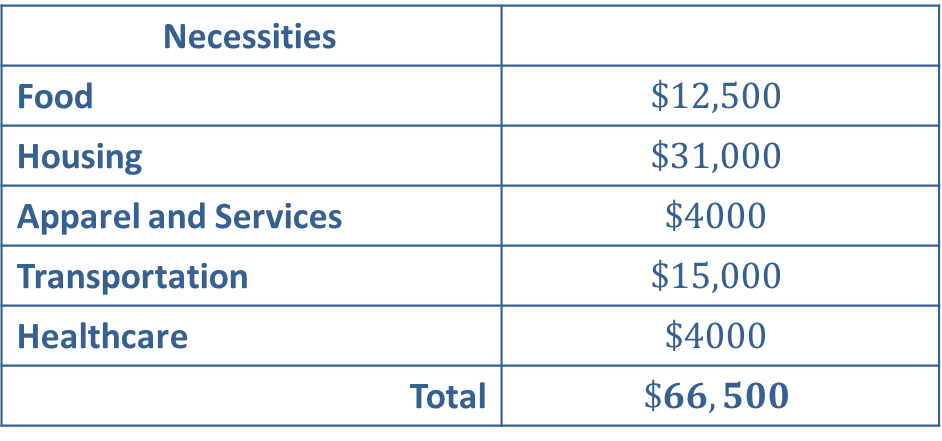 Necessities
Food $12,500
Housing $31,000
Apparel and Services $4000
Transportation $15,000
Healthcare $4000
Total $66,500